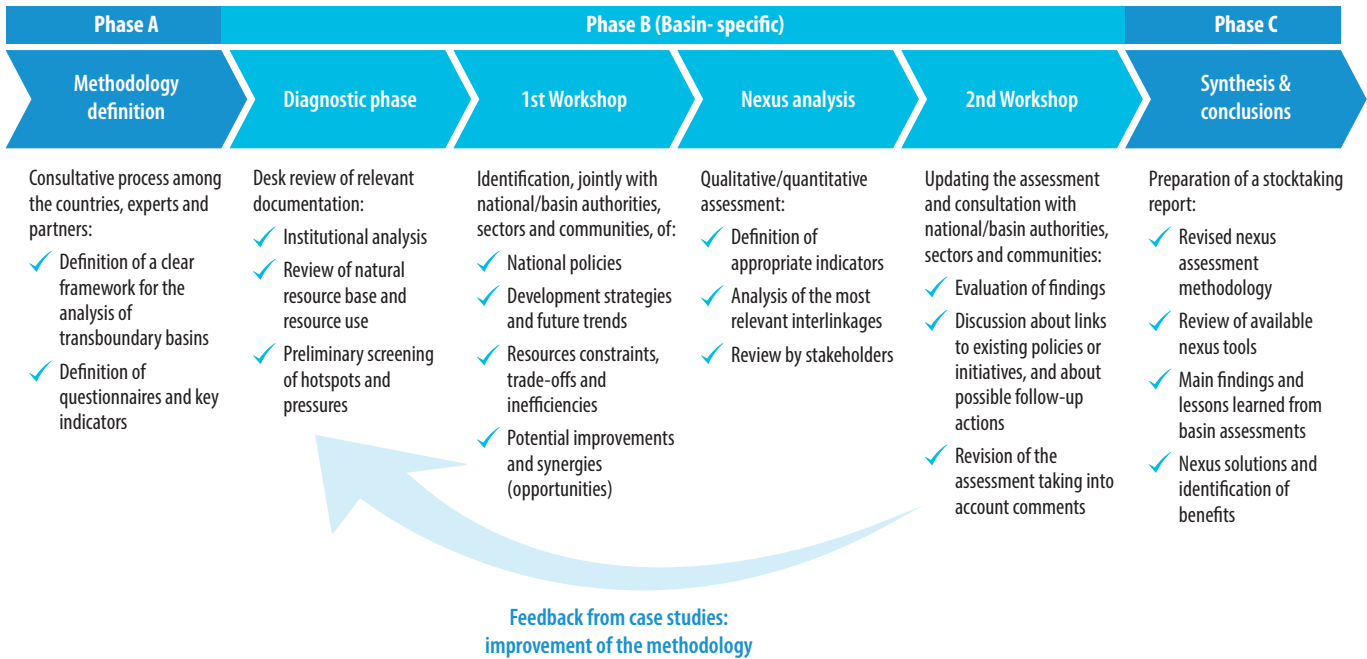 Phase A
Phase B (Basin- specific)
Phase C
Methodology
definition
Diagnostic phase
1st Workshop
Nexus analysis
2nd Workshop
Synthesis &
conclusions
Consultative process among
the countries, experts and
partners:
Definition of a clear
framework for the
analysis of
transboundary basins
Definition of
questionnaires and key
indicators
Desk review of relevant
documentation:
Institutional analysis
Review of natural
resource base and
resource use
Preliminary screening
of hotspots and
pressures
Identification, jointly with
national/basin authorities,
sectors and communities, of:
National policies
Development strategies
and future trends
Resources constraints,
trade-offs and
inefficiencies
Potential improvements
and synergies
(opportunities)
Qualitative/quantitative
assessment:
Definition of
appropriate indicators
Analysis of the most
relevant interlinkages
Review by stakeholders
Updating the assessment
and consultation with
national/basin authorities,
sectors and communities:
Evaluation of findings
Discussion about links
to existing policies or
initiatives, and about
possible follow-up
actions
Revision of the
assessment taking into
account comments
Preparation of a stocktaking
report:
Revised nexus
assessment
methodology
Review of available
nexus tools
Main findings and
lessons learned from
basin assessments
Nexus solutions and
identification of
benefits
Feedback from case studies:
improvement of the methodology